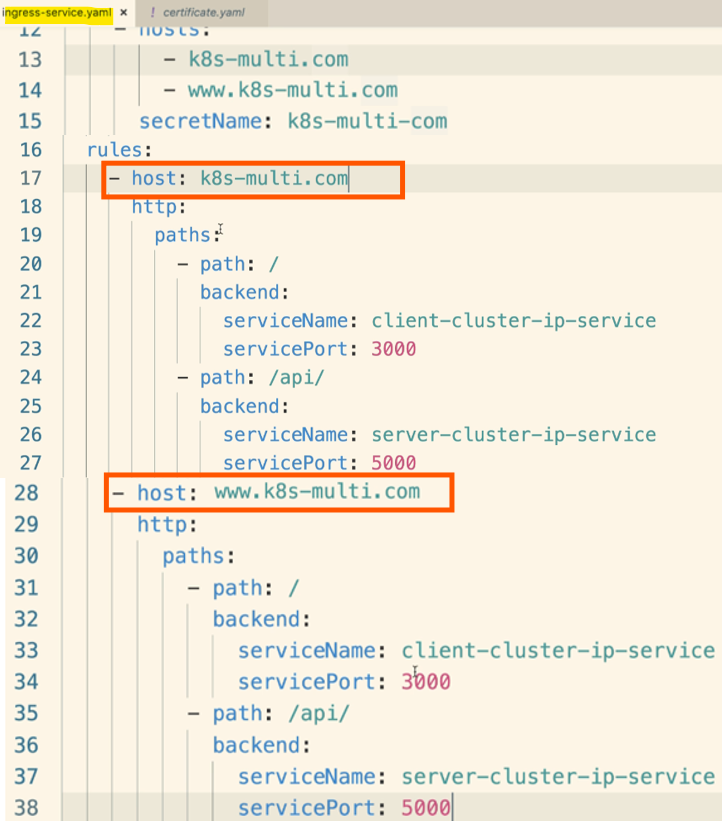 ingress-service.yaml × ! certificate.yaml
12 - hosts:
13 - k8s-multi.com
14 - www.k8s-multi.com
15 secretName: k8s-multi-com
16 rules:
17 - host: k8s-multi.com
18 http:
19 paths:
20 - path: /
21 backend:
22 serviceName: client-cluster-ip-service
23 servicePort: 3000
24 - path: /api/
25 backend:
26 serviceName: server-cluster-ip-service
27 servicePort: 5000
28 - host: www.k8s-multi.com
29 http:
30 paths:
31 - path: /
32 backend:
33 serviceName: client-cluster-ip-service
34 servicePort: 3000
35 - path: /api/
36 backend:
37 serviceName: server-cluster-ip-service
38 servicePort: 5000